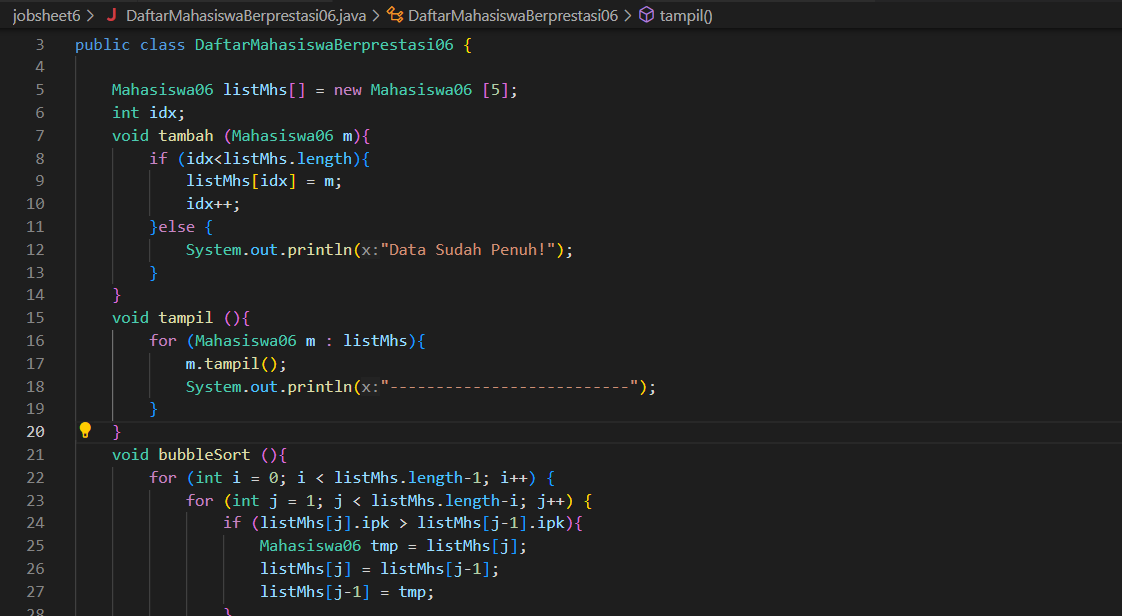 jobsheet6 > J DaftarMahasiswaBerprestasi06.java > DaftarMahasiswaBerprestasi06 > tampil()
3 public class DaftarMahasiswaBerprestasi06 {
4
5 Mahasiswa06 listMhs[] = new Mahasiswa06 [5];
6 int idx;
7 void tambah (Mahasiswa06 m){
8 if (idx<listMhs.length){
9 listMhs[idx] = m;
10 idx++;
11 }else {
12 System.out.println(x:"Data Sudah Penuh!");
13 }
14 }
15 void tampil (){
16 for (Mahasiswa06 m : listMhs){
17 m.tampil();
18 System.out.println(x:"---------------------------");
19 }
20 }
21 void bubbleSort (){
22 for (int i = 0; i < listMhs.length-1; i++) {
23 for (int j = 1; j < listMhs.length-i; j++) {
24 if (listMhs[j].ipk > listMhs[j-1].ipk){
25 Mahasiswa06 tmp = listMhs[j];
26 listMhs[j] = listMhs[j-1];
27 listMhs[j-1] = tmp;
28 }